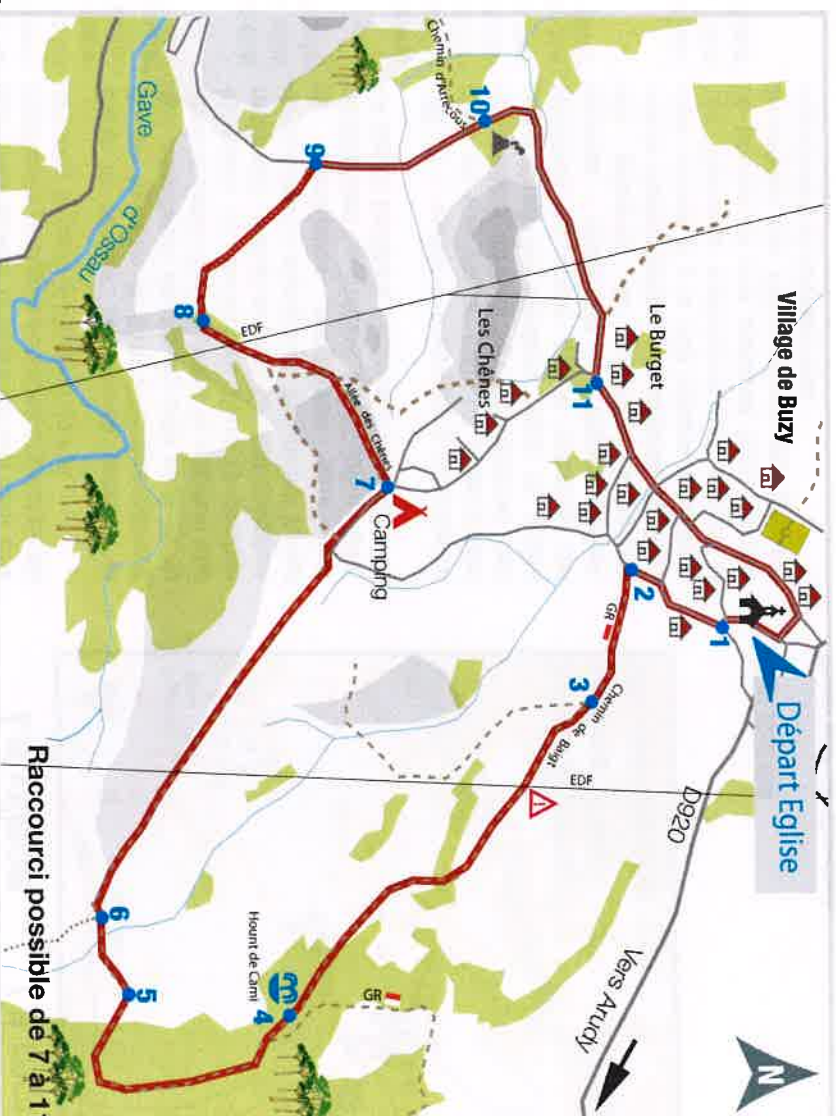 Village de Buzy
Départ Eglise
D920
Vers Arudy
N
Le Burget
Les Chênes
Chemin d'Arrecous
Allée des Chênes
Camping
Chemin de Baigt
GR
EDF
EDF
GR
Hount de Cami
Gave
d'Ossau
1
2
3
4
5
6
7
8
9
10
11
Raccourci possible de 7 à 1